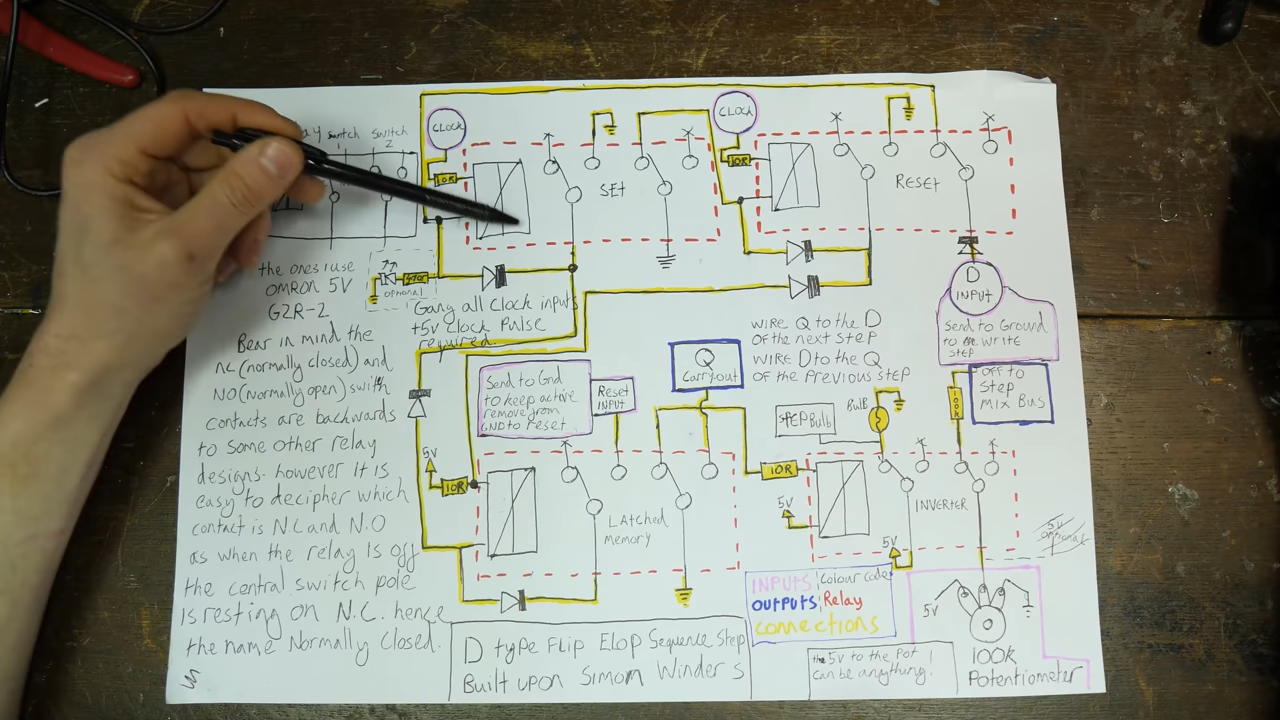 switch switch
2
the ones i use
omron 5V
G2R-2
Bear in mind the
NC (normally closed) and
NO (normally open) switch
contacts are backwards
to some other relay
designs. however it is
easy to decipher which
contact is N.C and N.O
as when the relay is off
the central switch pole
is resting on N.C. hence
the name Normally Closed.
CLOCK
10R
SET
optional
Gang all Clock inputs
+5v Clock Pulse
required.
CLOCK
10R
RESET
D
INPUT
Send to Ground
to write
step
Send to Gnd
to keep active
remove from
GND to reset
Reset
INPUT
Q
Carry out
WIRE Q to the D
of the next step
WIRE D to the Q
of the previous step
STEP Bulb
Bulb
100K
off to
Step
Mix Bus
5V
10R
LAtched
Memory
10R
5V
INVERTER
5V
5V
optional
INPUTS
Colour code
OUTPUTS
Relay
connections
5V
100K
Potentiometer
the 5V to the pot
can be anything!
D type Flip Flop Sequence Step
Built upon Simon Winder's